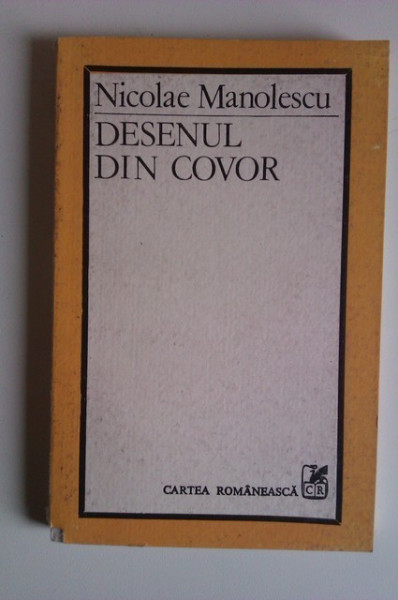 Nicolae Manolescu
DESENUL
DIN COVOR
CARTEA ROMÂNEASCĂ CR